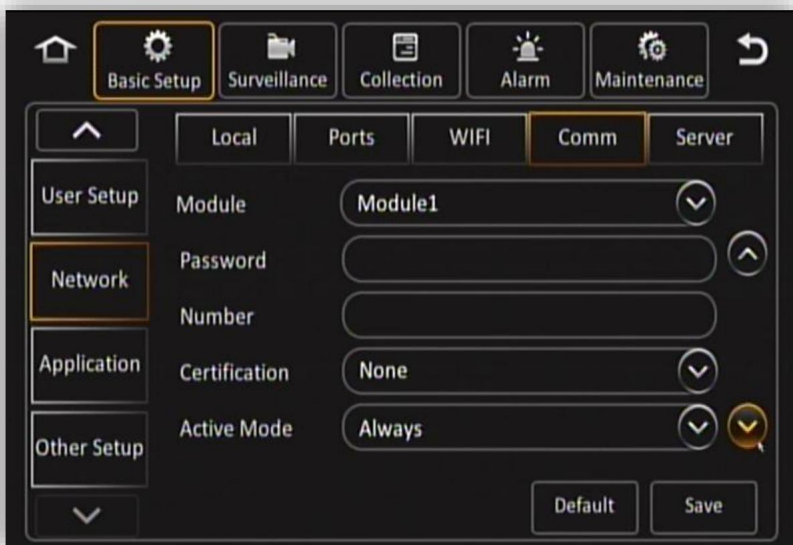 Basic Setup
Surveillance
Collection
Alarm
Maintenance
Local
Ports
WIFI
Comm
Server
User Setup
Network
Application
Other Setup
Module
Module1
Password
Number
Certification
None
Active Mode
Always
Default
Save